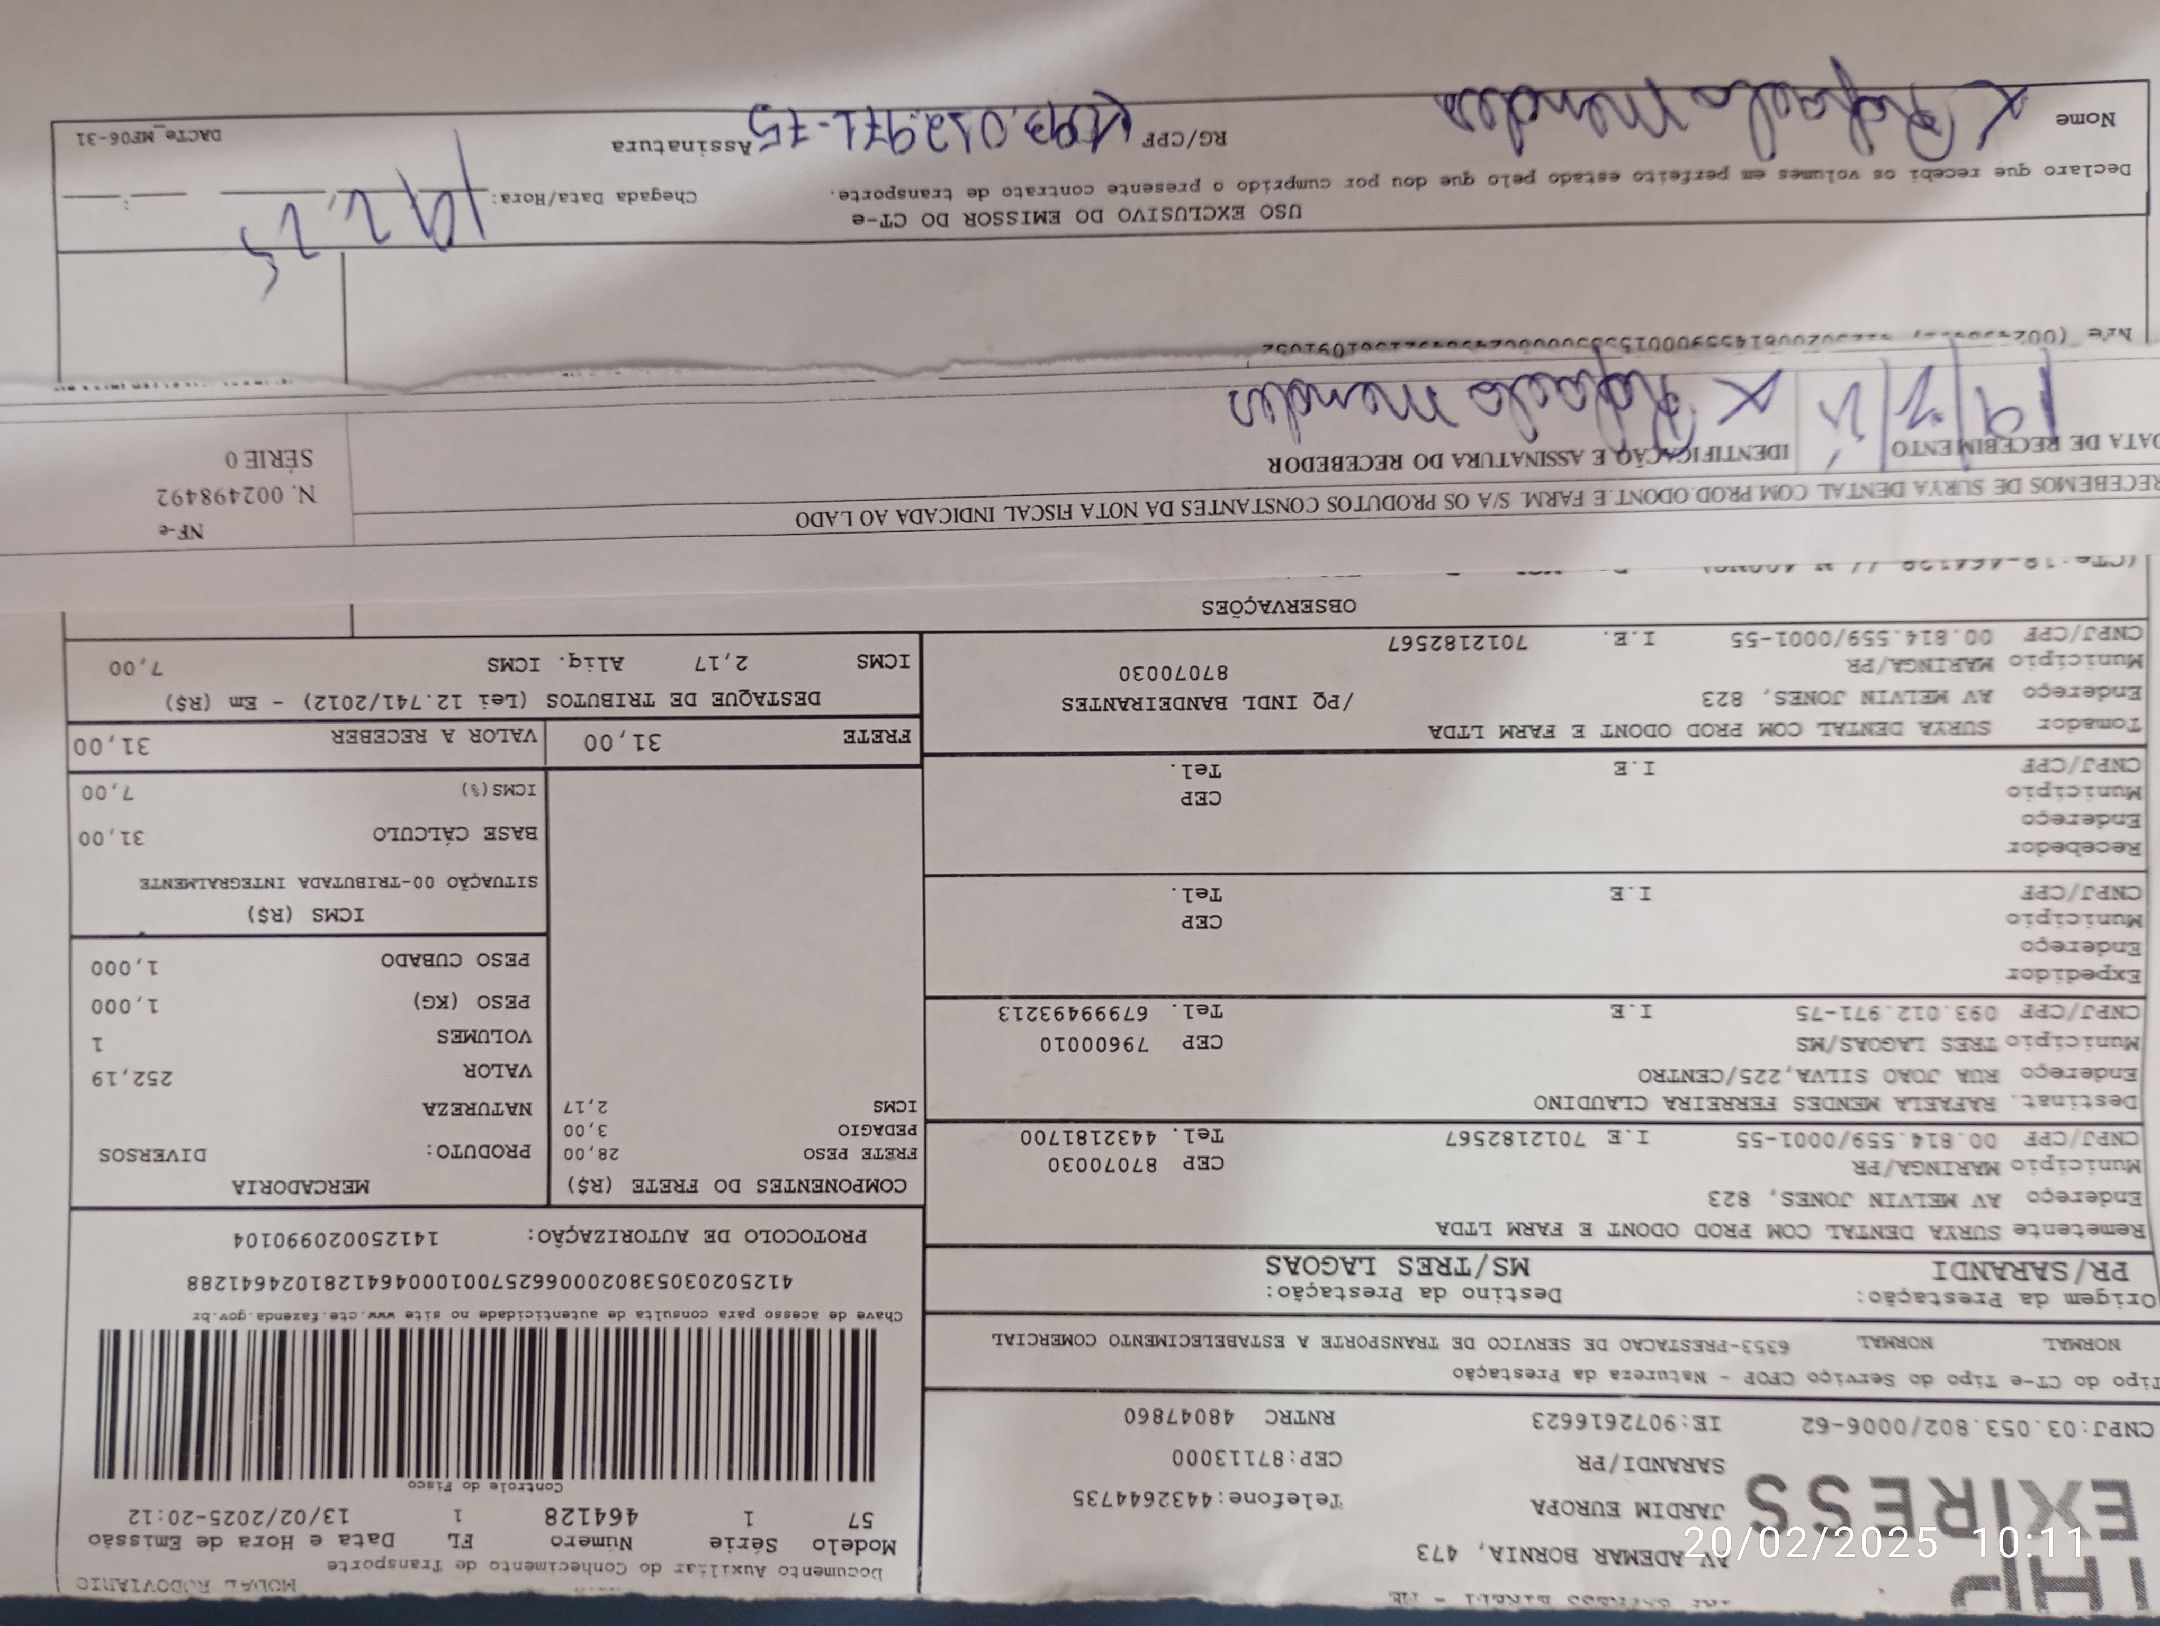 EXIRESS
AV ADEMAR BORNIA, 473
JARDIM EUROPA
SARANDI/PR
Telefone:4432644735
CEP:87113000
CNPJ:03.053.802/0006-62 IE:9072616623 RNTRC 48047860
MODAL RODOVIARIO
Documento Auxiliar do Conhecimento de Transporte
Modelo Série Número FL Data e Hora de Emissão
57 1 464128 1 13/02/2025-20:12
Controle do Fisco
Chave de acesso para consulta de autenticidade no site www.cte.fazenda.gov.br
41250203053802000662570010004641281024641288
PROTOCOLO DE AUTORIZAÇÃO: 141250020990104
Tipo do CT-e Tipo do Serviço CFOP - Natureza da Prestação
NORMAL NORMAL 6353-PRESTACAO DE SERVICO DE TRANSPORTE A ESTABELECIMENTO COMERCIAL
Origem da Prestação: Destino da Prestação:
PR/SARANDI MS/TRES LAGOAS
Remetente SURYA DENTAL COM PROD ODONT E FARM LTDA
Endereço AV MELVIN JONES, 823
Município MARINGA/PR CEP 87070030
CNPJ/CPF 00.814.559/0001-55 I.E 7012182567 Tel. 4432181700
Destinat. RAFAELA MENDES FERREIRA CLAUDINO
Endereço RUA JOAO SILVA,225/CENTRO
Município TRES LAGOAS/MS CEP 79600010
CNPJ/CPF 093.012.971-75 I.E Tel. 67999493213
Expedidor
Endereço
Município CEP
CNPJ/CPF I.E Tel.
Recebedor
Endereço
Município CEP
CNPJ/CPF I.E Tel.
Tomador SURYA DENTAL COM PROD ODONT E FARM LTDA
Endereço AV MELVIN JONES, 823 /PQ INDL BANDEIRANTES
Município MARINGA/PR 87070030
CNPJ/CPF 00.814.559/0001-55 I.E. 7012182567
COMPONENTES DO FRETE (R$)
FRETE PESO 28,00
PEDAGIO 3,00
ICMS 2,17
MERCADORIA
PRODUTO: DIVERSOS
NATUREZA
VALOR 252,19
VOLUMES 1
PESO (KG) 1,000
PESO CUBADO 1,000
ICMS (R$)
SITUAÇÃO 00-TRIBUTADA INTEGRALMENTE
BASE CÁLCULO 31,00
ICMS(%) 7,00
FRETE 31,00 VALOR A RECEBER 31,00
DESTAQUE DE TRIBUTOS (Lei 12.741/2012) - Em (R$)
ICMS 2,17 Aliq. ICMS 7,00
OBSERVAÇÕES
RECEBEMOS DE SURYA DENTAL COM PROD.ODONT.E FARM. S/A OS PRODUTOS CONSTANTES DA NOTA FISCAL INDICADA AO LADO
NF-e
N. 002498492
SÉRIE 0
DATA DE RECEBIMENTO IDENTIFICAÇÃO E ASSINATURA DO RECEBEDOR
19/2/25 X Rafaela Mendes
USO EXCLUSIVO DO EMISSOR DO CT-e
Declaro que recebi os volumes em perfeito estado pelo que dou por cumprido o presente contrato de transporte.
Chegada Data/Hora: 19 2 25
Nome X Rafaela Mendes RG/CPF 093.012.971-75 Assinatura
DACTe_MF06-31
20/02/2025 10:11